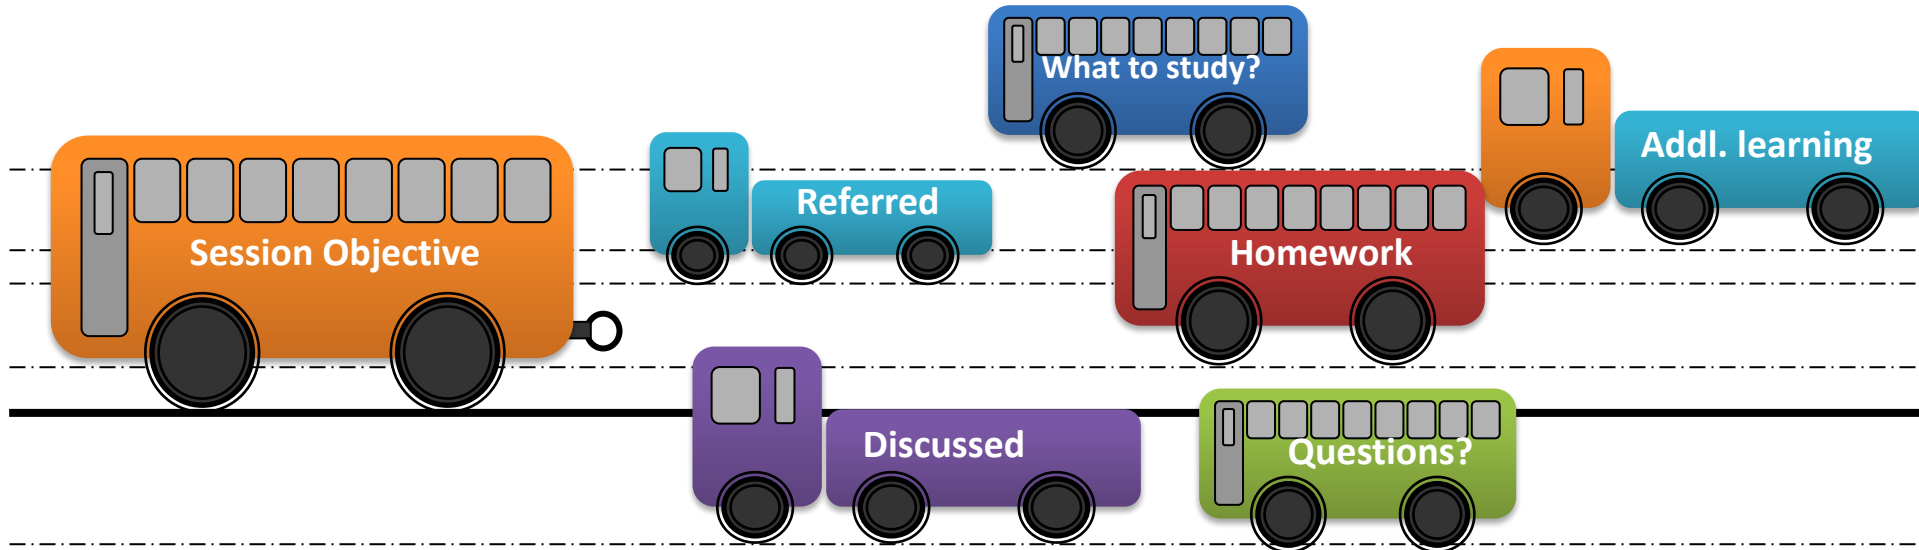 What to study?
Addl. learning
Referred
Session Objective
Homework
Discussed
Questions?